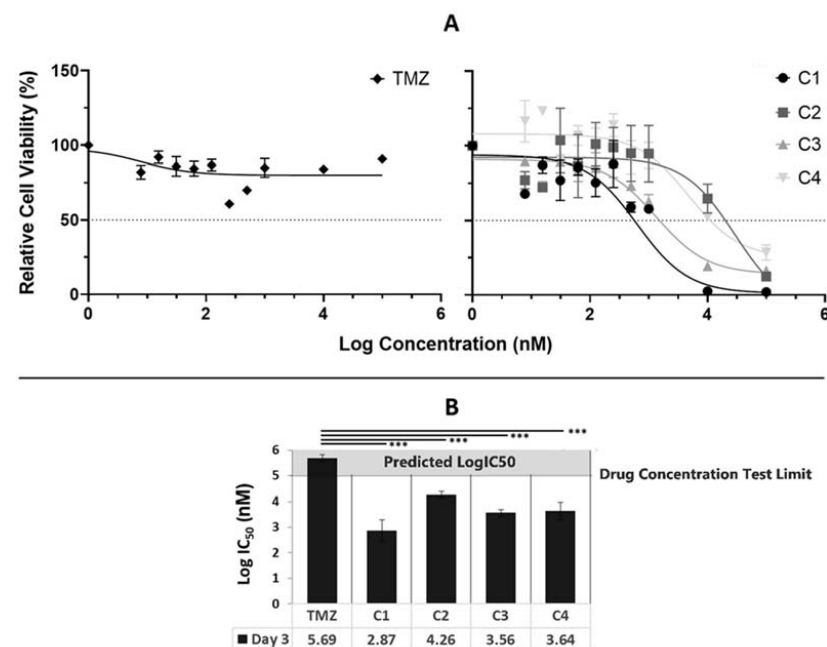 A
Relative Cell Viability (%)
150
100
50
0
0
2
4
6
TMZ
0
2
4
6
C1
C2
C3
C4
Log Concentration (nM)
B
***
***
***
***
Predicted LogIC50
Drug Concentration Test Limit
Log IC50 (nM)
6
5
4
3
2
1
0
TMZ C1 C2 C3 C4
Day 3 5.69 2.87 4.26 3.56 3.64